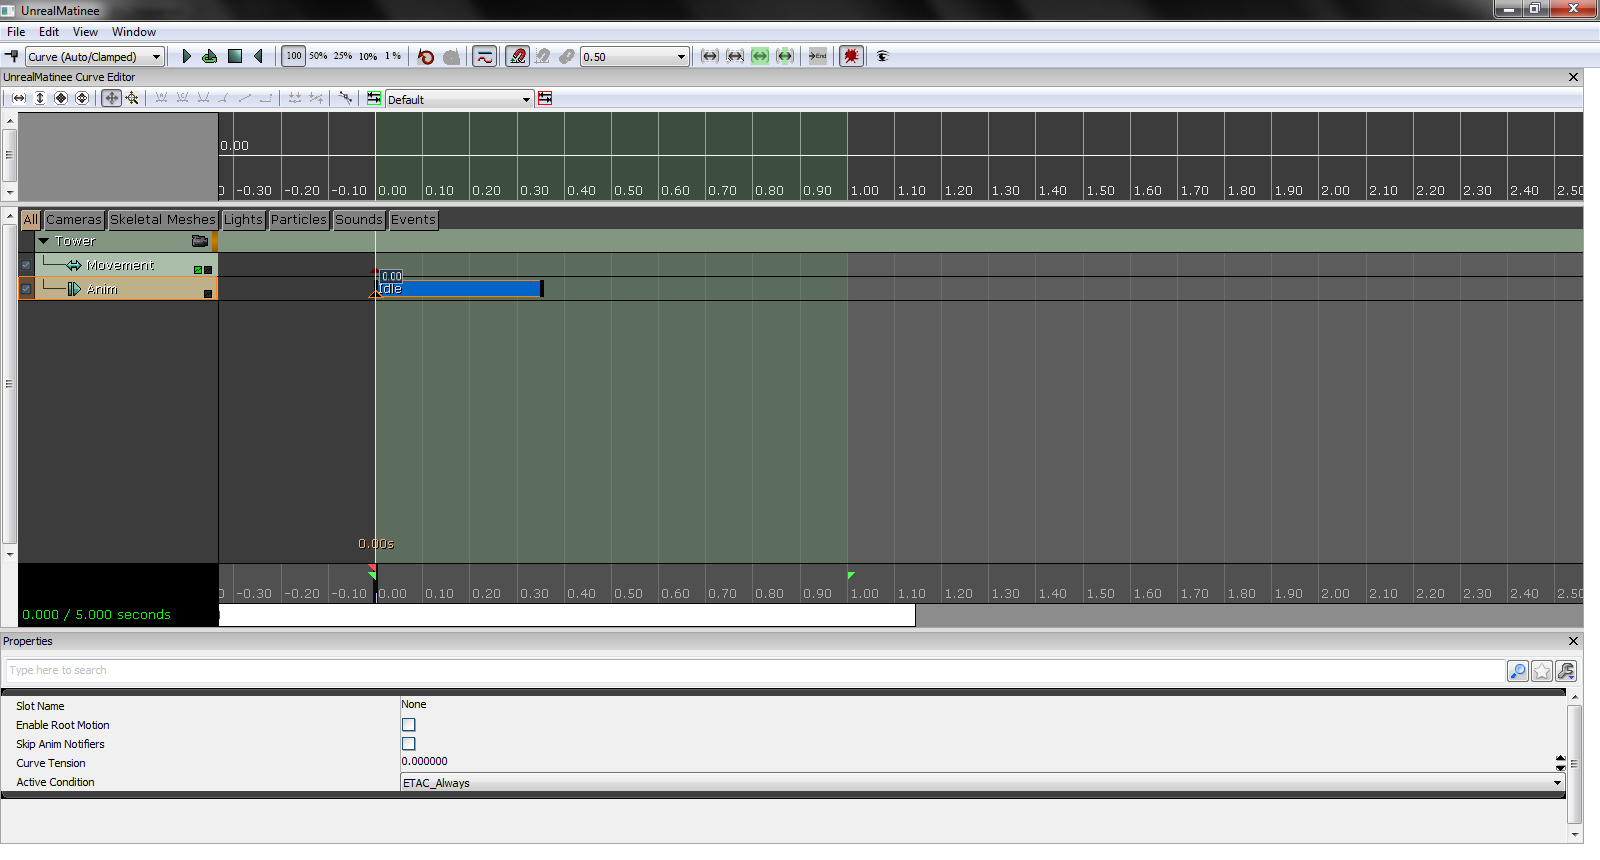 UnrealMatinee
File Edit View Window
Curve (Auto/Clamped) 100 50% 25% 10% 1 % 0.50 End
UnrealMatinee Curve Editor
Default
0.00
0 -0.30 -0.20 -0.10 0.00 0.10 0.20 0.30 0.40 0.50 0.60 0.70 0.80 0.90 1.00 1.10 1.20 1.30 1.40 1.50 1.60 1.70 1.80 1.90 2.00 2.10 2.20 2.30 2.40 2.50
All Cameras Skeletal Meshes Lights Particles Sounds Events
Tower
Movement
0.00
Anim Idle
0.00s
0 -0.30 -0.20 -0.10 0.00 0.10 0.20 0.30 0.40 0.50 0.60 0.70 0.80 0.90 1.00 1.10 1.20 1.30 1.40 1.50 1.60 1.70 1.80 1.90 2.00 2.10 2.20 2.30 2.40 2.50
0.000 / 5.000 seconds
Properties
Type here to search
Slot Name None
Enable Root Motion
Skip Anim Notifiers
Curve Tension 0.000000
Active Condition ETAC_Always